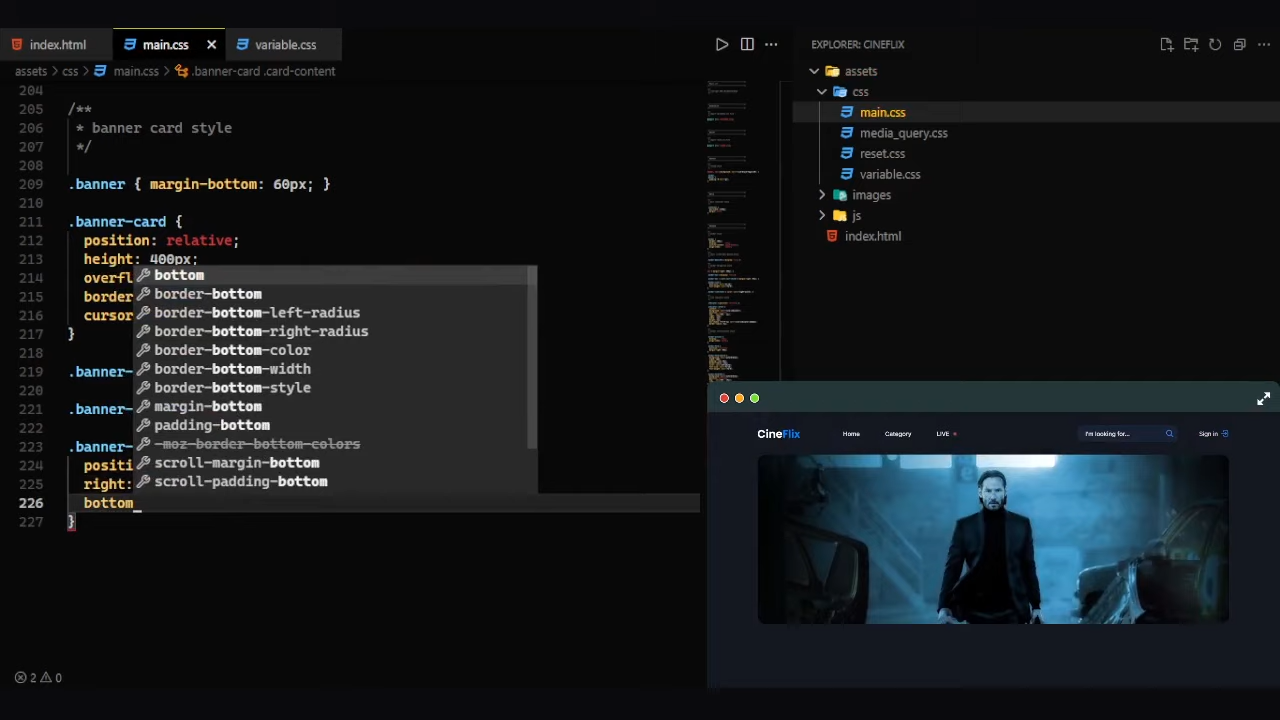 index.html
main.css
variable.css
EXPLORER: CINEFLIX
assets > css > main.css > .banner-card .card-content
204
205 /**
206 * banner card style
207 */
208
209 .banner { margin-bottom: 60px; }
210
211 .banner-card {
212 position: relative;
213 height: 400px;
214 overfl
215 border
216 cursor
217 }
218
219 .banner-
220
221 .banner-
222
223 .banner-
224 positi
225 right:
226 bottom
227 }
bottom
border-bottom
border-bottom-left-radius
border-bottom-right-radius
border-bottom-color
border-bottom-width
border-bottom-style
margin-bottom
padding-bottom
-moz-border-bottom-colors
scroll-margin-bottom
scroll-padding-bottom
2 0
assets
css
main.css
media_query.css
reset.css
variable.css
images
js
index.html
CineFlix Home Category LIVE I'm looking for... Sign in